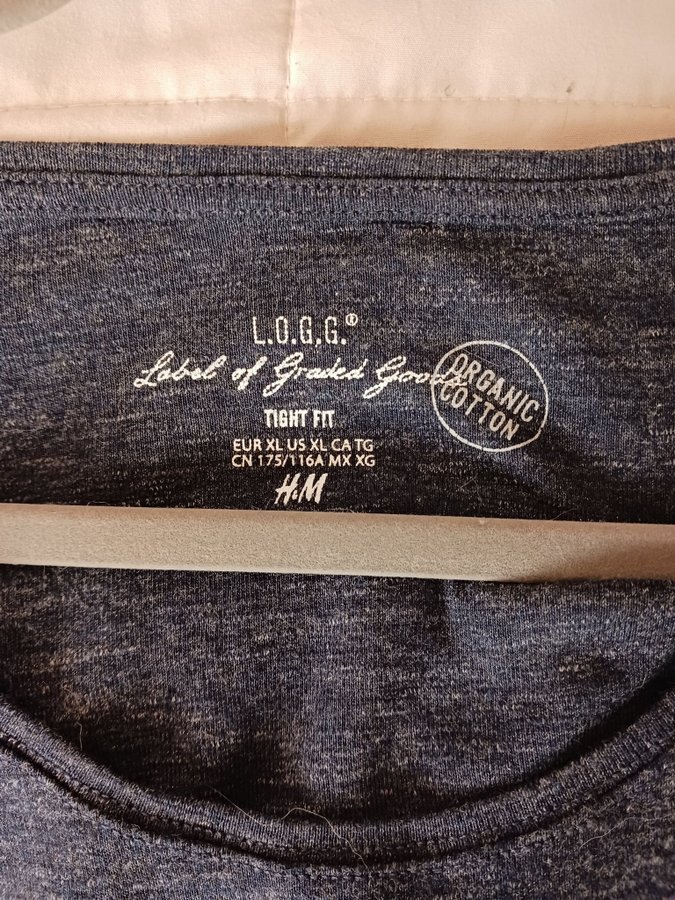 L.O.G.G.®
Label of Graded Goods
ORGANIC
COTTON
TIGHT FIT
EUR XL US XL CA TG
CN 175/116A MX XG
H&M